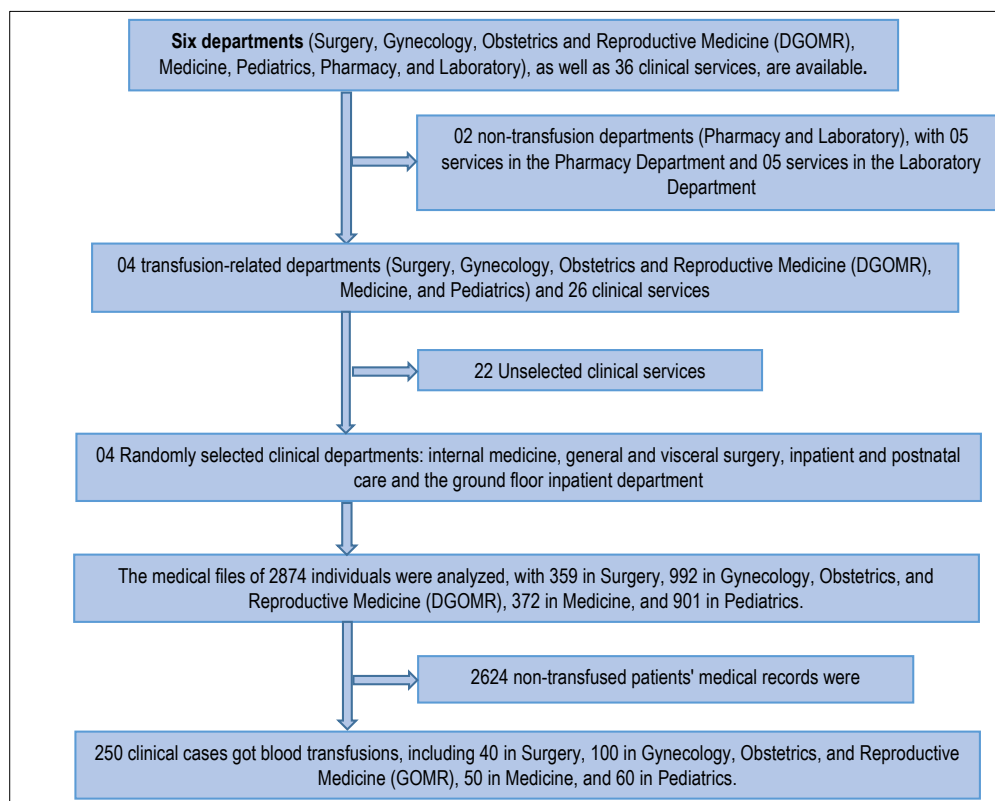 Six departments (Surgery, Gynecology, Obstetrics and Reproductive Medicine (DGOMR),
Medicine, Pediatrics, Pharmacy, and Laboratory), as well as 36 clinical services, are available.
02 non-transfusion departments (Pharmacy and Laboratory), with 05
services in the Pharmacy Department and 05 services in the Laboratory
Department
04 transfusion-related departments (Surgery, Gynecology, Obstetrics and Reproductive Medicine (DGOMR),
Medicine, and Pediatrics) and 26 clinical services
22 Unselected clinical services
04 Randomly selected clinical departments: internal medicine, general and visceral surgery, inpatient and postnatal
care and the ground floor inpatient department
The medical files of 2874 individuals were analyzed, with 359 in Surgery, 992 in Gynecology, Obstetrics, and
Reproductive Medicine (DGOMR), 372 in Medicine, and 901 in Pediatrics.
2624 non-transfused patients' medical records were
250 clinical cases got blood transfusions, including 40 in Surgery, 100 in Gynecology, Obstetrics, and Reproductive
Medicine (GOMR), 50 in Medicine, and 60 in Pediatrics.